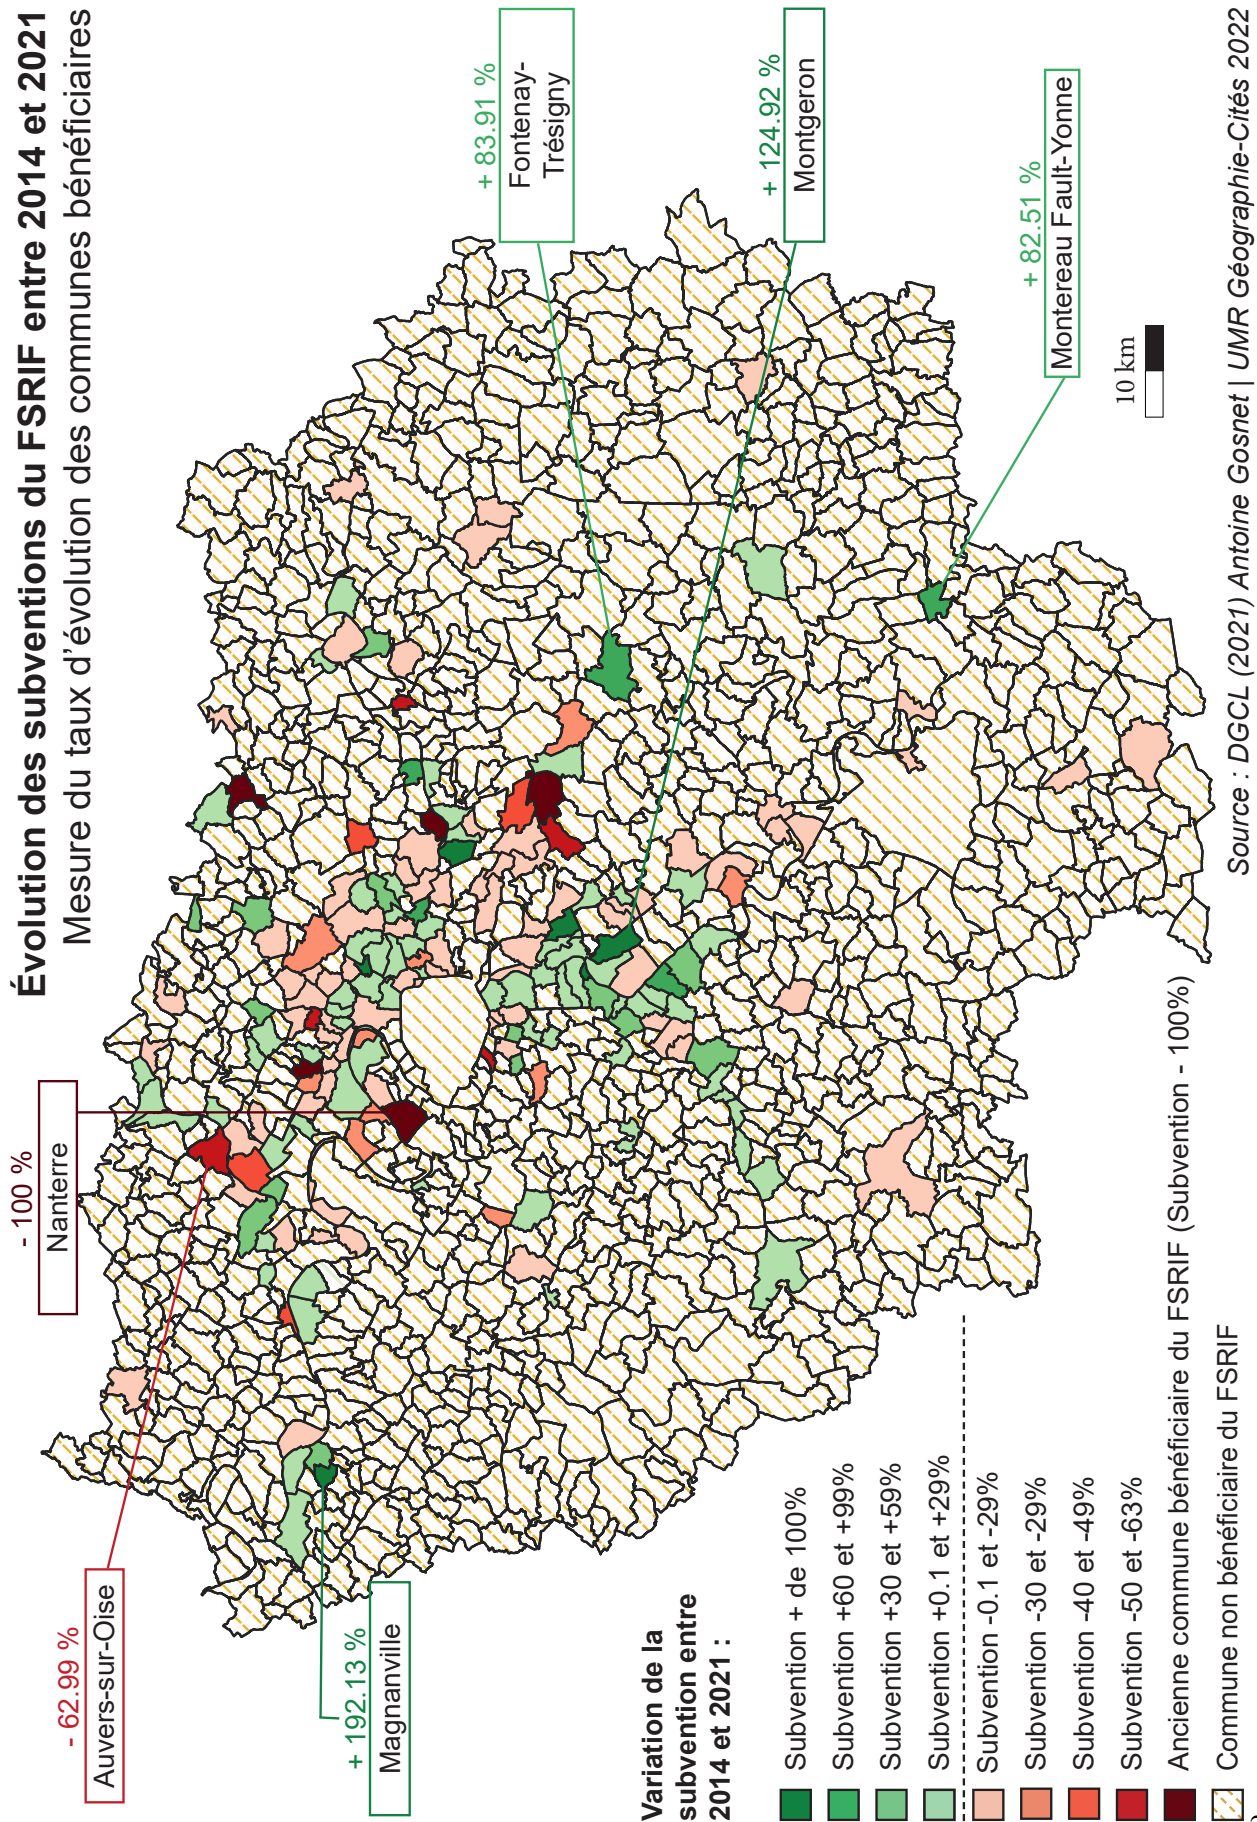 Évolution des subventions du FSRIF entre 2014 et 2021
Mesure du taux d'évolution des communes bénéficiaires
- 62.99 %
Auvers-sur-Oise
- 100 %
Nanterre
+ 83.91 %
Fontenay-
Trésigny
+ 192.13 %
Magnanville
+ 124.92 %
Montgeron
+ 82.51 %
Montereau Fault-Yonne
10 km
Variation de la
subvention entre
2014 et 2021 :
Subvention + de 100%
Subvention +60 et +99%
Subvention +30 et +59%
Subvention +0.1 et +29%
Subvention -0.1 et -29%
Subvention -30 et -29%
Subvention -40 et -49%
Subvention -50 et -63%
Ancienne commune bénéficiaire du FSRIF (Subvention - 100%)
Commune non bénéficiaire du FSRIF
Source : DGCL (2021) Antoine Gosnet | UMR Géographie-Cités 2022